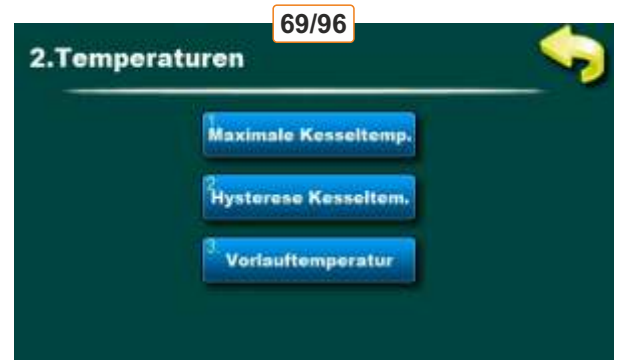 69/96
2.Temperaturen
1.
Maximale Kesseltemp.
2.
Hysterese Kesseltem.
3.
Vorlauftemperatur